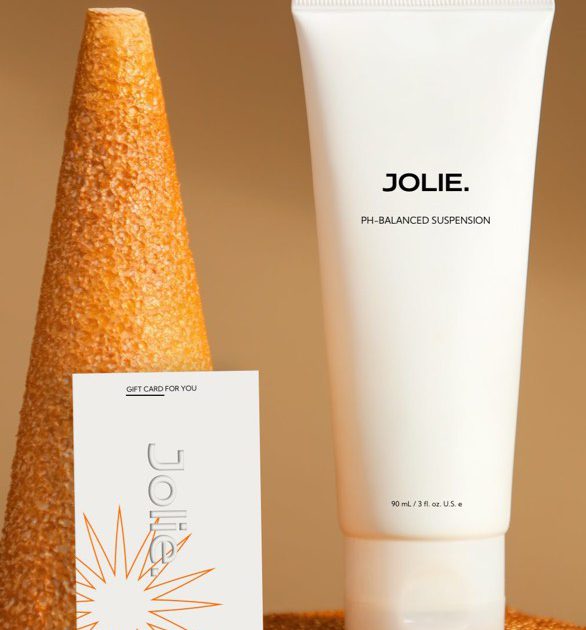 JOLIE.
PH-BALANCED SUSPENSION
90 mL / 3 fl. oz. U.S. e
GIFT CARD FOR YOU
Jolie.